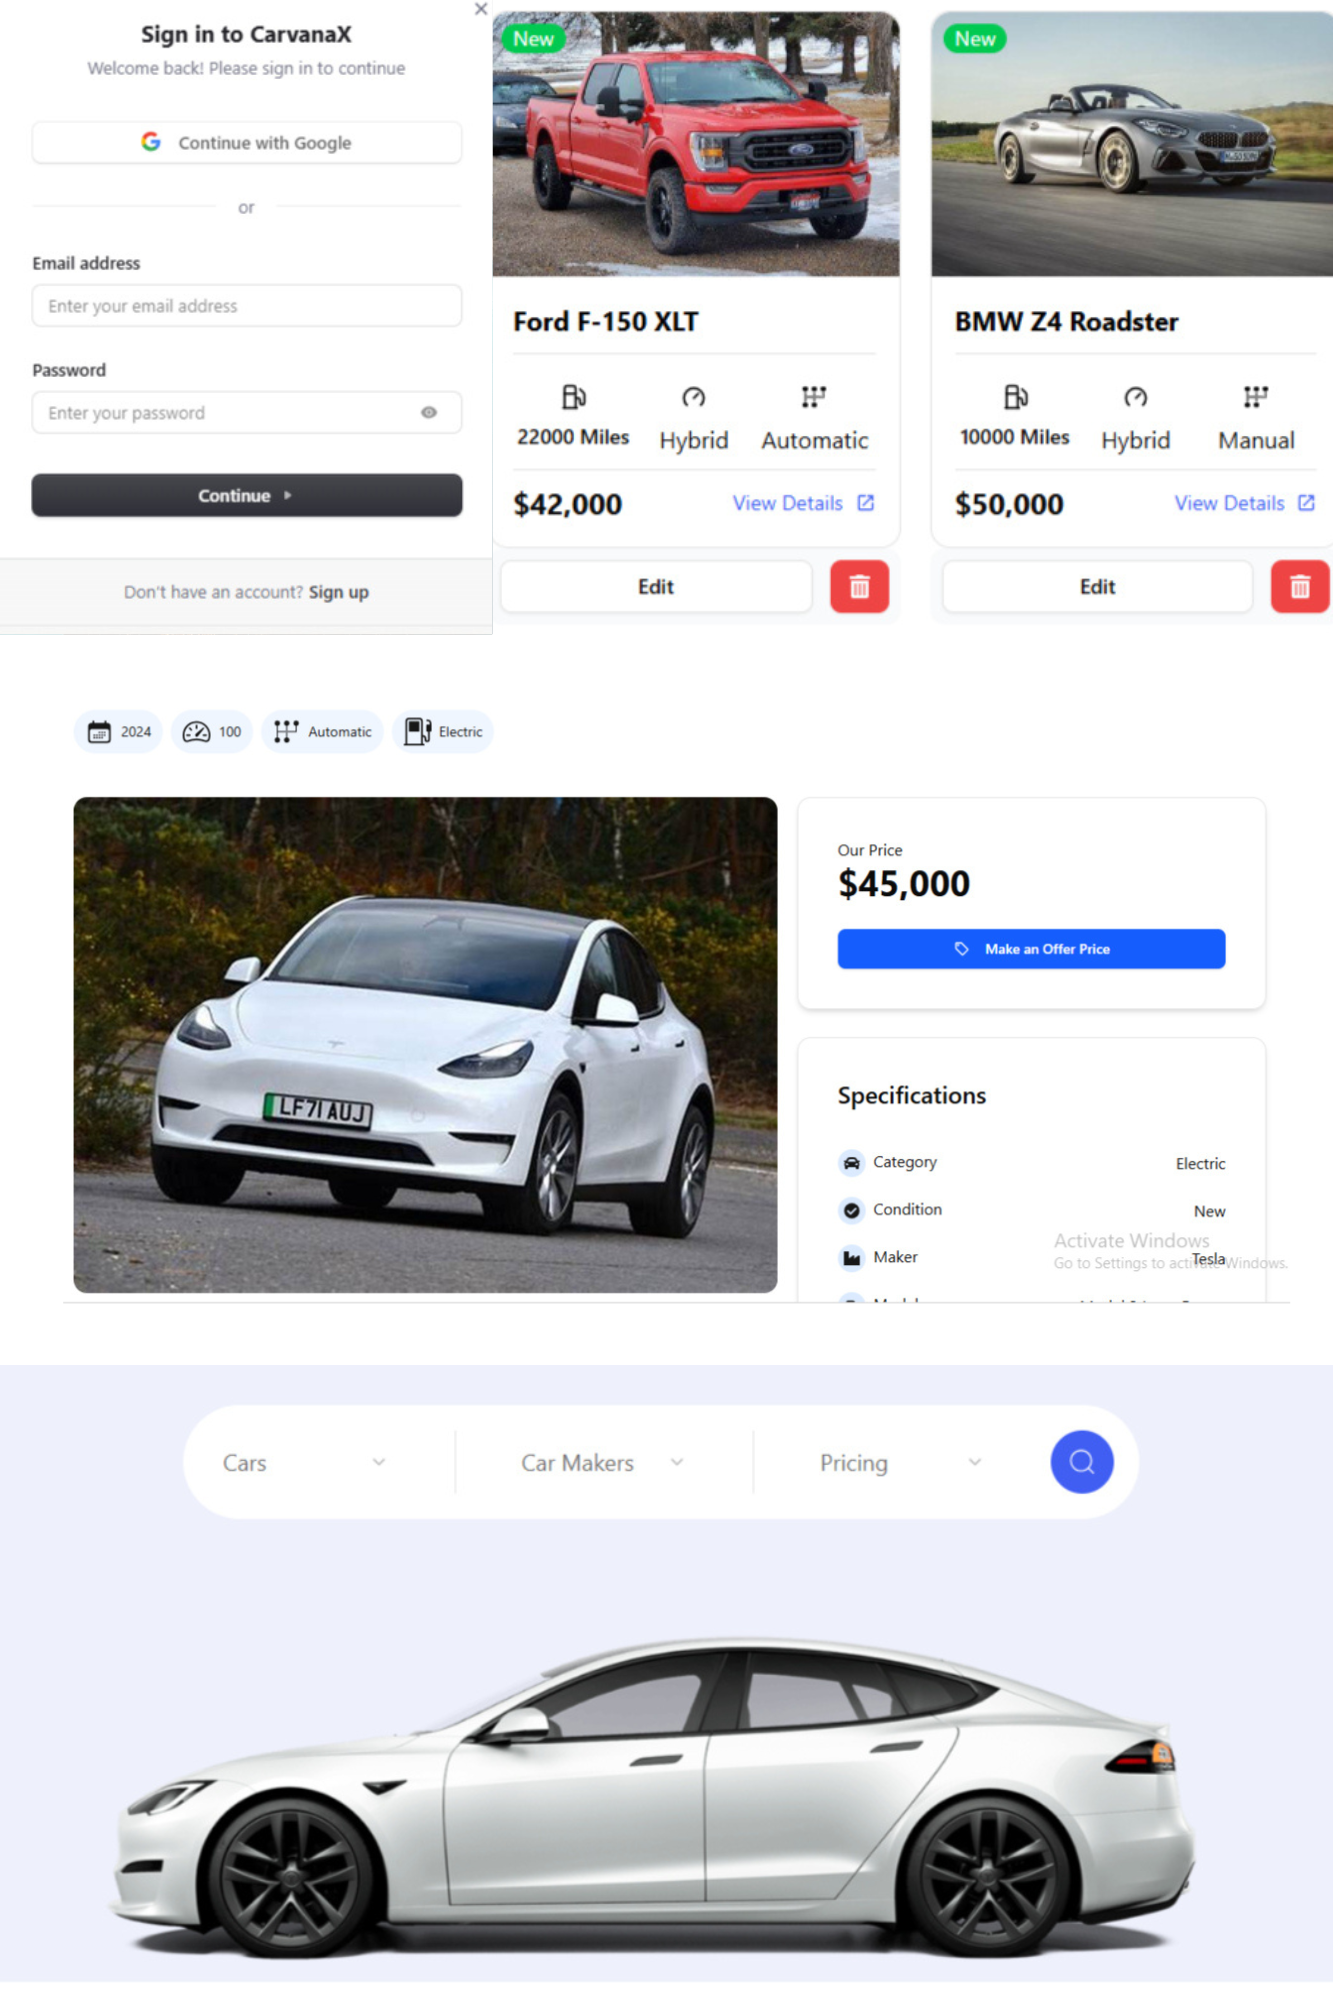 Sign in to CarvanaX
Welcome back! Please sign in to continue
Continue with Google
or
Email address
Enter your email address
Password
Enter your password
Continue
Don't have an account? Sign up
New
Ford F-150 XLT
22000 Miles Hybrid Automatic
$42,000 View Details
Edit
New
BMW Z4 Roadster
10000 Miles Hybrid Manual
$50,000 View Details
Edit
2024 100 Automatic Electric
LF71 AUJ
Our Price
$45,000
Make an Offer Price
Specifications
Category Electric
Condition New
Maker Tesla
Activate Windows
Go to Settings to activate Windows.
Cars Car Makers Pricing